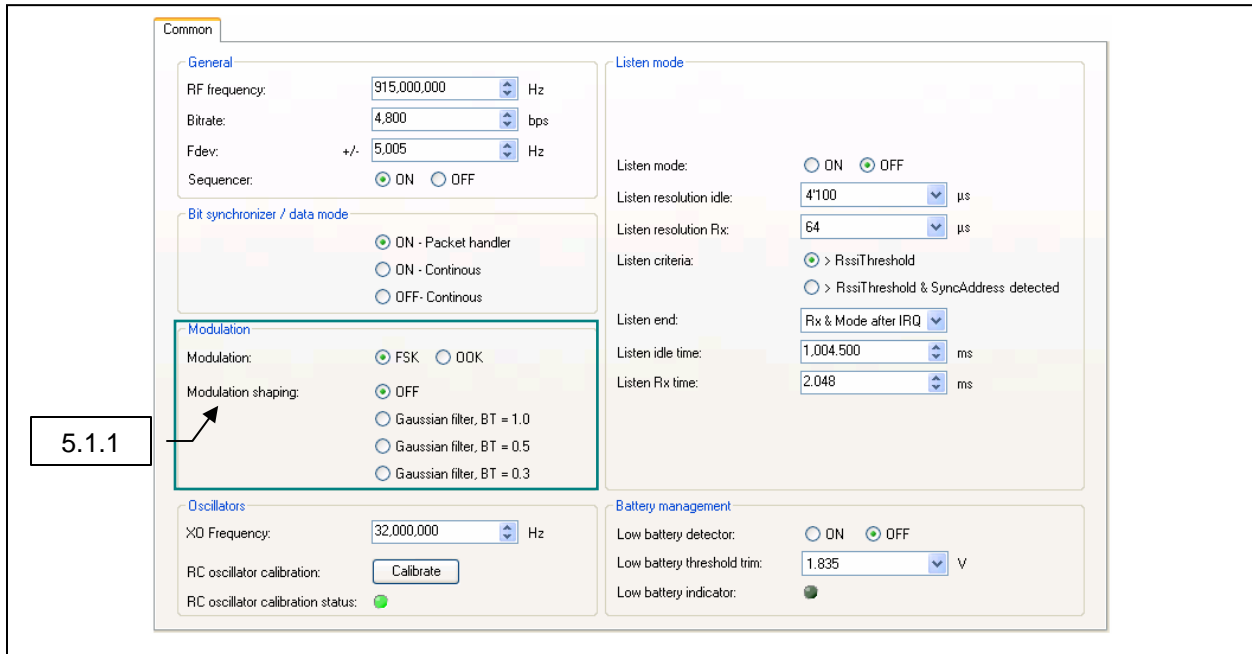 Common
General
RF frequency: 915,000,000 Hz
Bitrate: 4,800 bps
Fdev: +/- 5,005 Hz
Sequencer: ON OFF
Bit synchronizer / data mode
ON - Packet handler
ON - Continous
OFF- Continous
Modulation
Modulation: FSK OOK
Modulation shaping: OFF
Gaussian filter, BT = 1.0
Gaussian filter, BT = 0.5
Gaussian filter, BT = 0.3
5.1.1
Oscillators
XO Frequency: 32,000,000 Hz
RC oscillator calibration: Calibrate
RC oscillator calibration status:
Listen mode
Listen mode: ON OFF
Listen resolution idle: 4'100 µs
Listen resolution Rx: 64 µs
Listen criteria: > RssiThreshold
> RssiThreshold & SyncAddress detected
Listen end: Rx & Mode after IRQ
Listen idle time: 1,004.500 ms
Listen Rx time: 2.048 ms
Battery management
Low battery detector: ON OFF
Low battery threshold trim: 1.835 V
Low battery indicator: